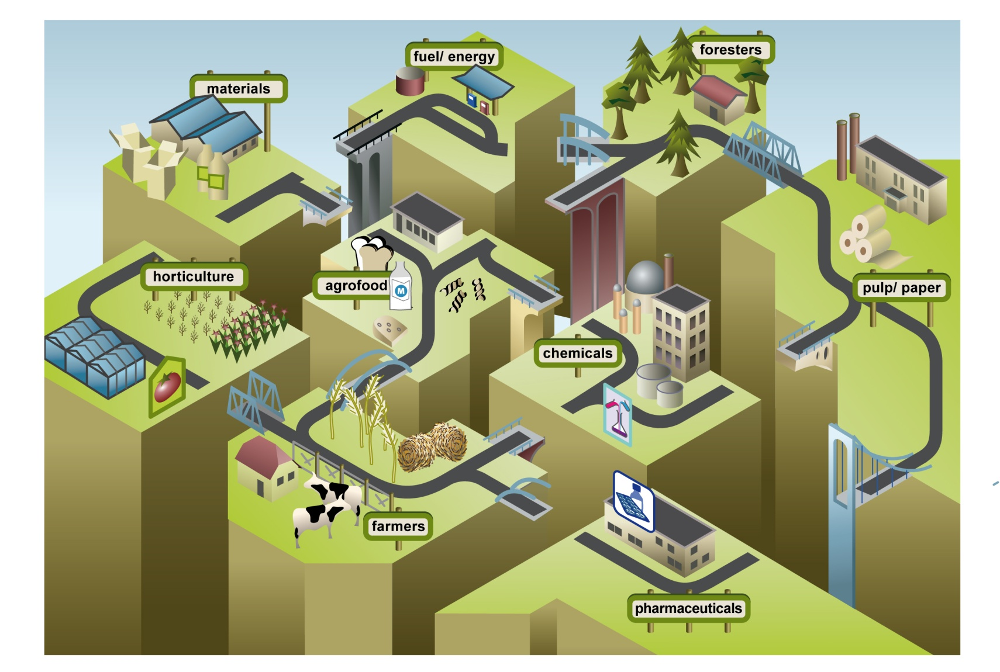 foresters
fuel/ energy
materials
horticulture
agrofood
M
pulp/ paper
chemicals
farmers
pharmaceuticals